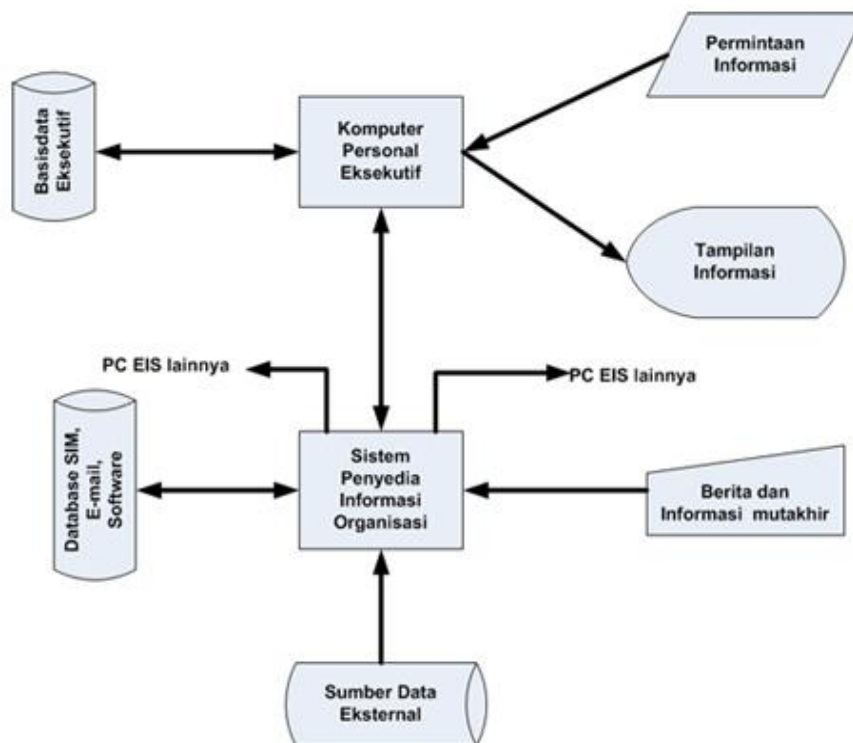 Permintaan
Informasi
Basisdata
Eksekutif
Komputer
Personal
Eksekutif
Tampilan
Informasi
PC EIS lainnya
PC EIS lainnya
Database SIM,
E-mail,
Software
Sistem
Penyedia
Informasi
Organisasi
Berita dan
Informasi mutakhir
Sumber Data
Eksternal